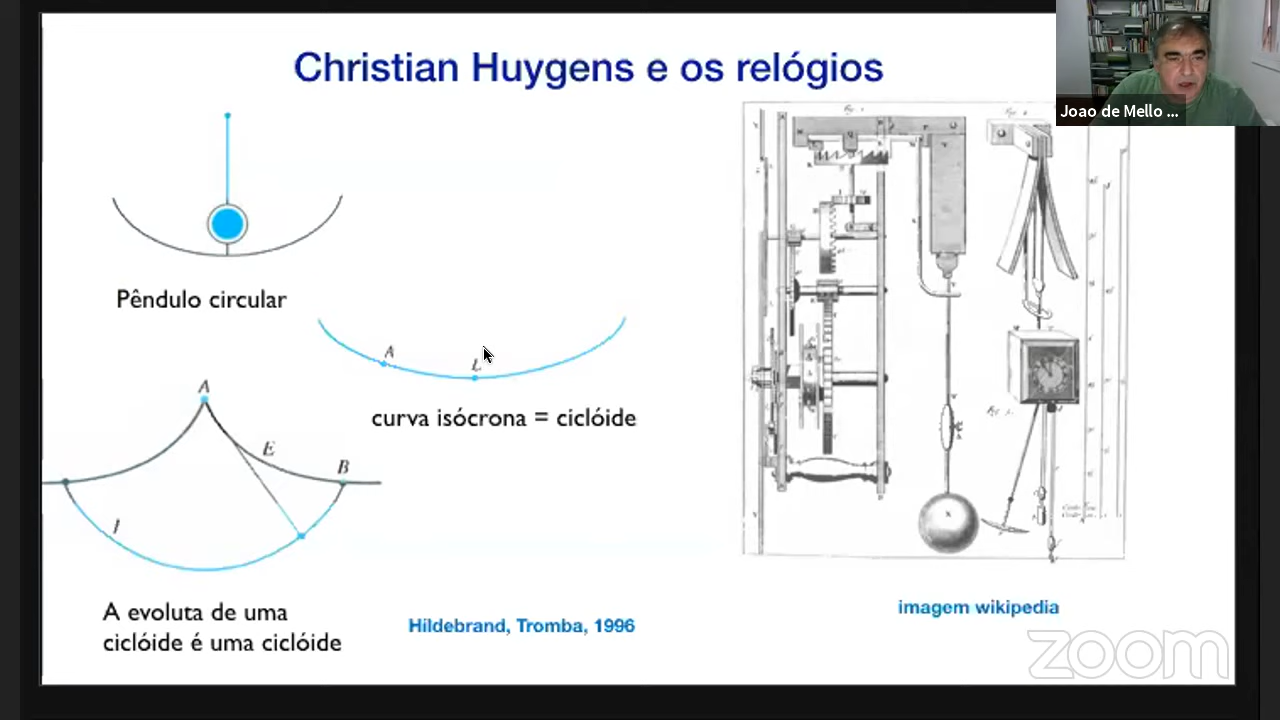 Christian Huygens e os relógios
Joao de Mello ...
Pêndulo circular
A
L
curva isócrona = ciclóide
A
E
B
I
A evoluta de uma
ciclóide é uma ciclóide
Hildebrand, Tromba, 1996
imagem wikipedia
zoom